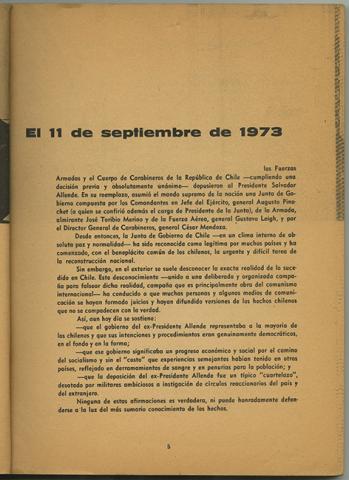 El 11 de septiembre de 1973
las Fuerzas
Armadas y el Cuerpo de Carabineros de la República de Chile —cumpliendo una
decisión previa y absolutamente unánime— depusieron al Presidente Salvador
Allende. En su reemplazo, asumió el mando supremo de la nación una Junta de Go-
bierno compuesta por los Comandantes en Jefe del Ejército, general Augusto Pino-
chet (a quien se confirió además el cargo de Presidente de la Junta), de la Armada,
almirante José Toribio Merino y de la Fuerza Aérea, general Gustavo Leigh, y por
el Director General de Carabineros, general César Mendoza.
Desde entonces, la Junta de Gobierno de Chile —en un clima interno de ab-
soluta paz y normalidad— ha sido reconocida como legítima por muchos países y ha
comenzado, con el beneplácito común de los chilenos, la urgente y difícil tarea de
la reconstrucción nacional.
Sin embargo, en el exterior se suele desconocer la exacta realidad de lo suce-
dido en Chile. Este desconocimiento —unido a una deliberada y organizada campa-
ña para falsear dicha realidad, campaña que es principalmente obra del comunismo
internacional— ha conducido a que muchas personas y algunos medios de comuni-
cación se hayan formado juicios y hayan difundido versiones de los hechos chilenos
que no se compadecen con la verdad.
Así, aun hoy día se sostiene:
—que el gobierno del ex-Presidente Allende representaba a la mayoría de
los chilenos y que sus intenciones y procedimientos eran genuinamente democráticos,
en el fondo y en la forma;
—que ese gobierno significaba un progreso económico y social por el camino
del socialismo y sin el "costo" que experiencias semejantes habían tenido en otros
países, reflejado en derramamientos de sangre y en penurias para la población; y
—que la deposición del ex-Presidente Allende fue un típico "cuartelazo",
desatado por militares ambiciosos a instigación de círculos reaccionarios del país y
del extranjero.
Ninguna de estas afirmaciones es verdadera, ni puede honradamente defen-
derse a la luz del más sumario conocimiento de los hechos.
5